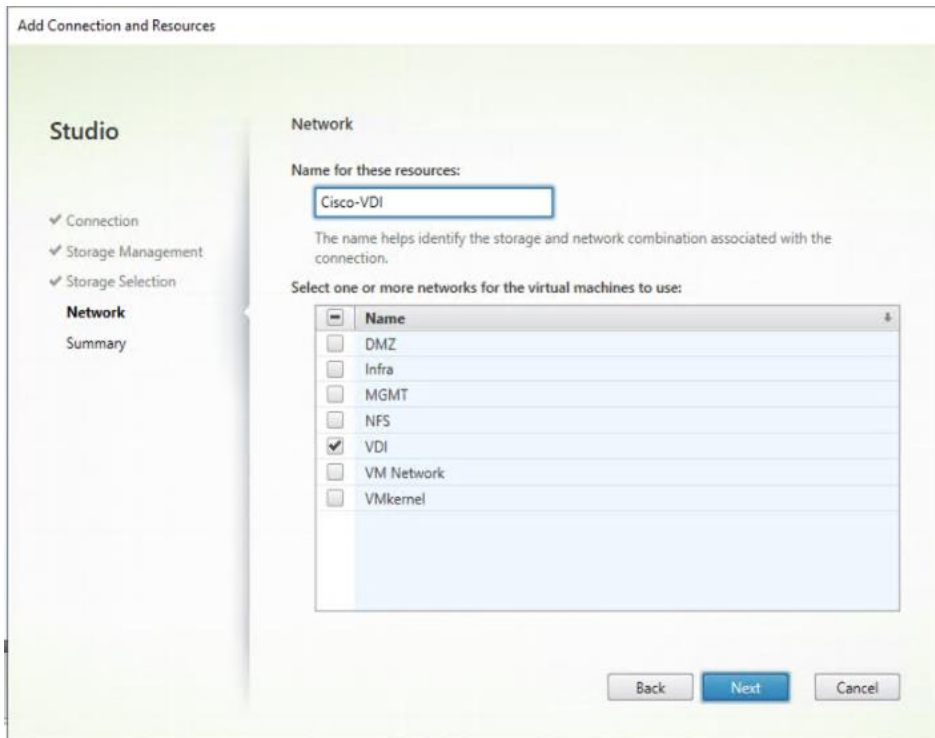 Add Connection and Resources
Studio
✔ Connection
✔ Storage Management
✔ Storage Selection
Network
Summary
Network
Name for these resources:
Cisco-VDI
The name helps identify the storage and network combination associated with the
connection.
Select one or more networks for the virtual machines to use:
Name
DMZ
Infra
MGMT
NFS
VDI
VM Network
VMkernel
Back Next Cancel